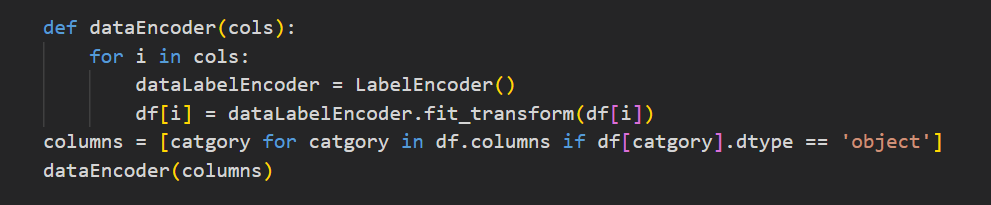 def dataEncoder(cols):
    for i in cols:
        dataLabelEncoder = LabelEncoder()
        df[i] = dataLabelEncoder.fit_transform(df[i])
columns = [catgory for catgory in df.columns if df[catgory].dtype == 'object']
dataEncoder(columns)